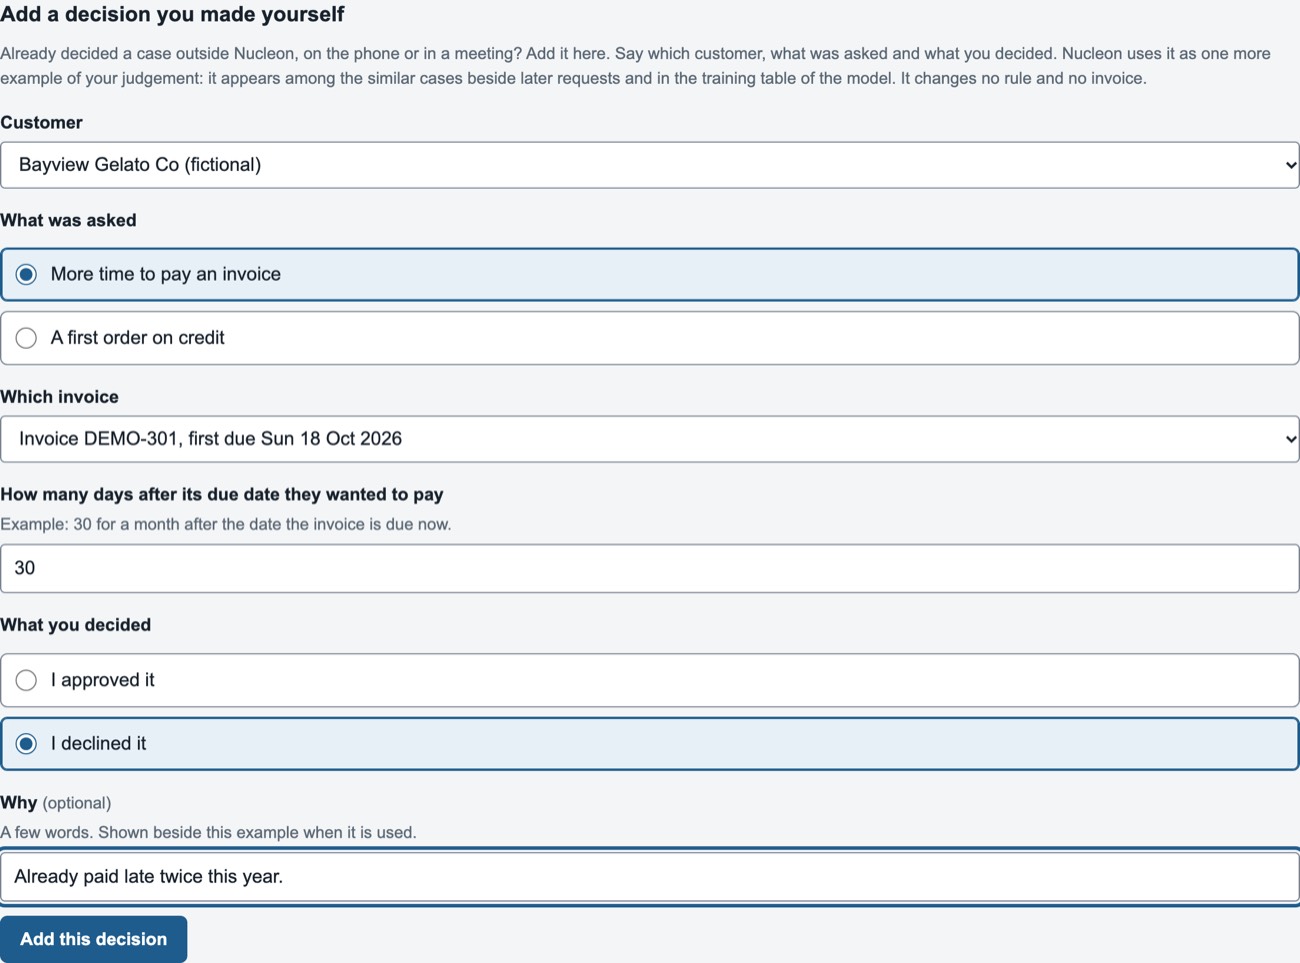 Add a decision you made yourself
Already decided a case outside Nucleon, on the phone or in a meeting? Add it here. Say which customer, what was asked and what you decided. Nucleon uses it as one more
example of your judgement: it appears among the similar cases beside later requests and in the training table of the model. It changes no rule and no invoice.
Customer
Bayview Gelato Co (fictional)
What was asked
More time to pay an invoice
A first order on credit
Which invoice
Invoice DEMO-301, first due Sun 18 Oct 2026
How many days after its due date they wanted to pay
Example: 30 for a month after the date the invoice is due now.
30
What you decided
I approved it
I declined it
Why (optional)
A few words. Shown beside this example when it is used.
Already paid late twice this year.
Add this decision